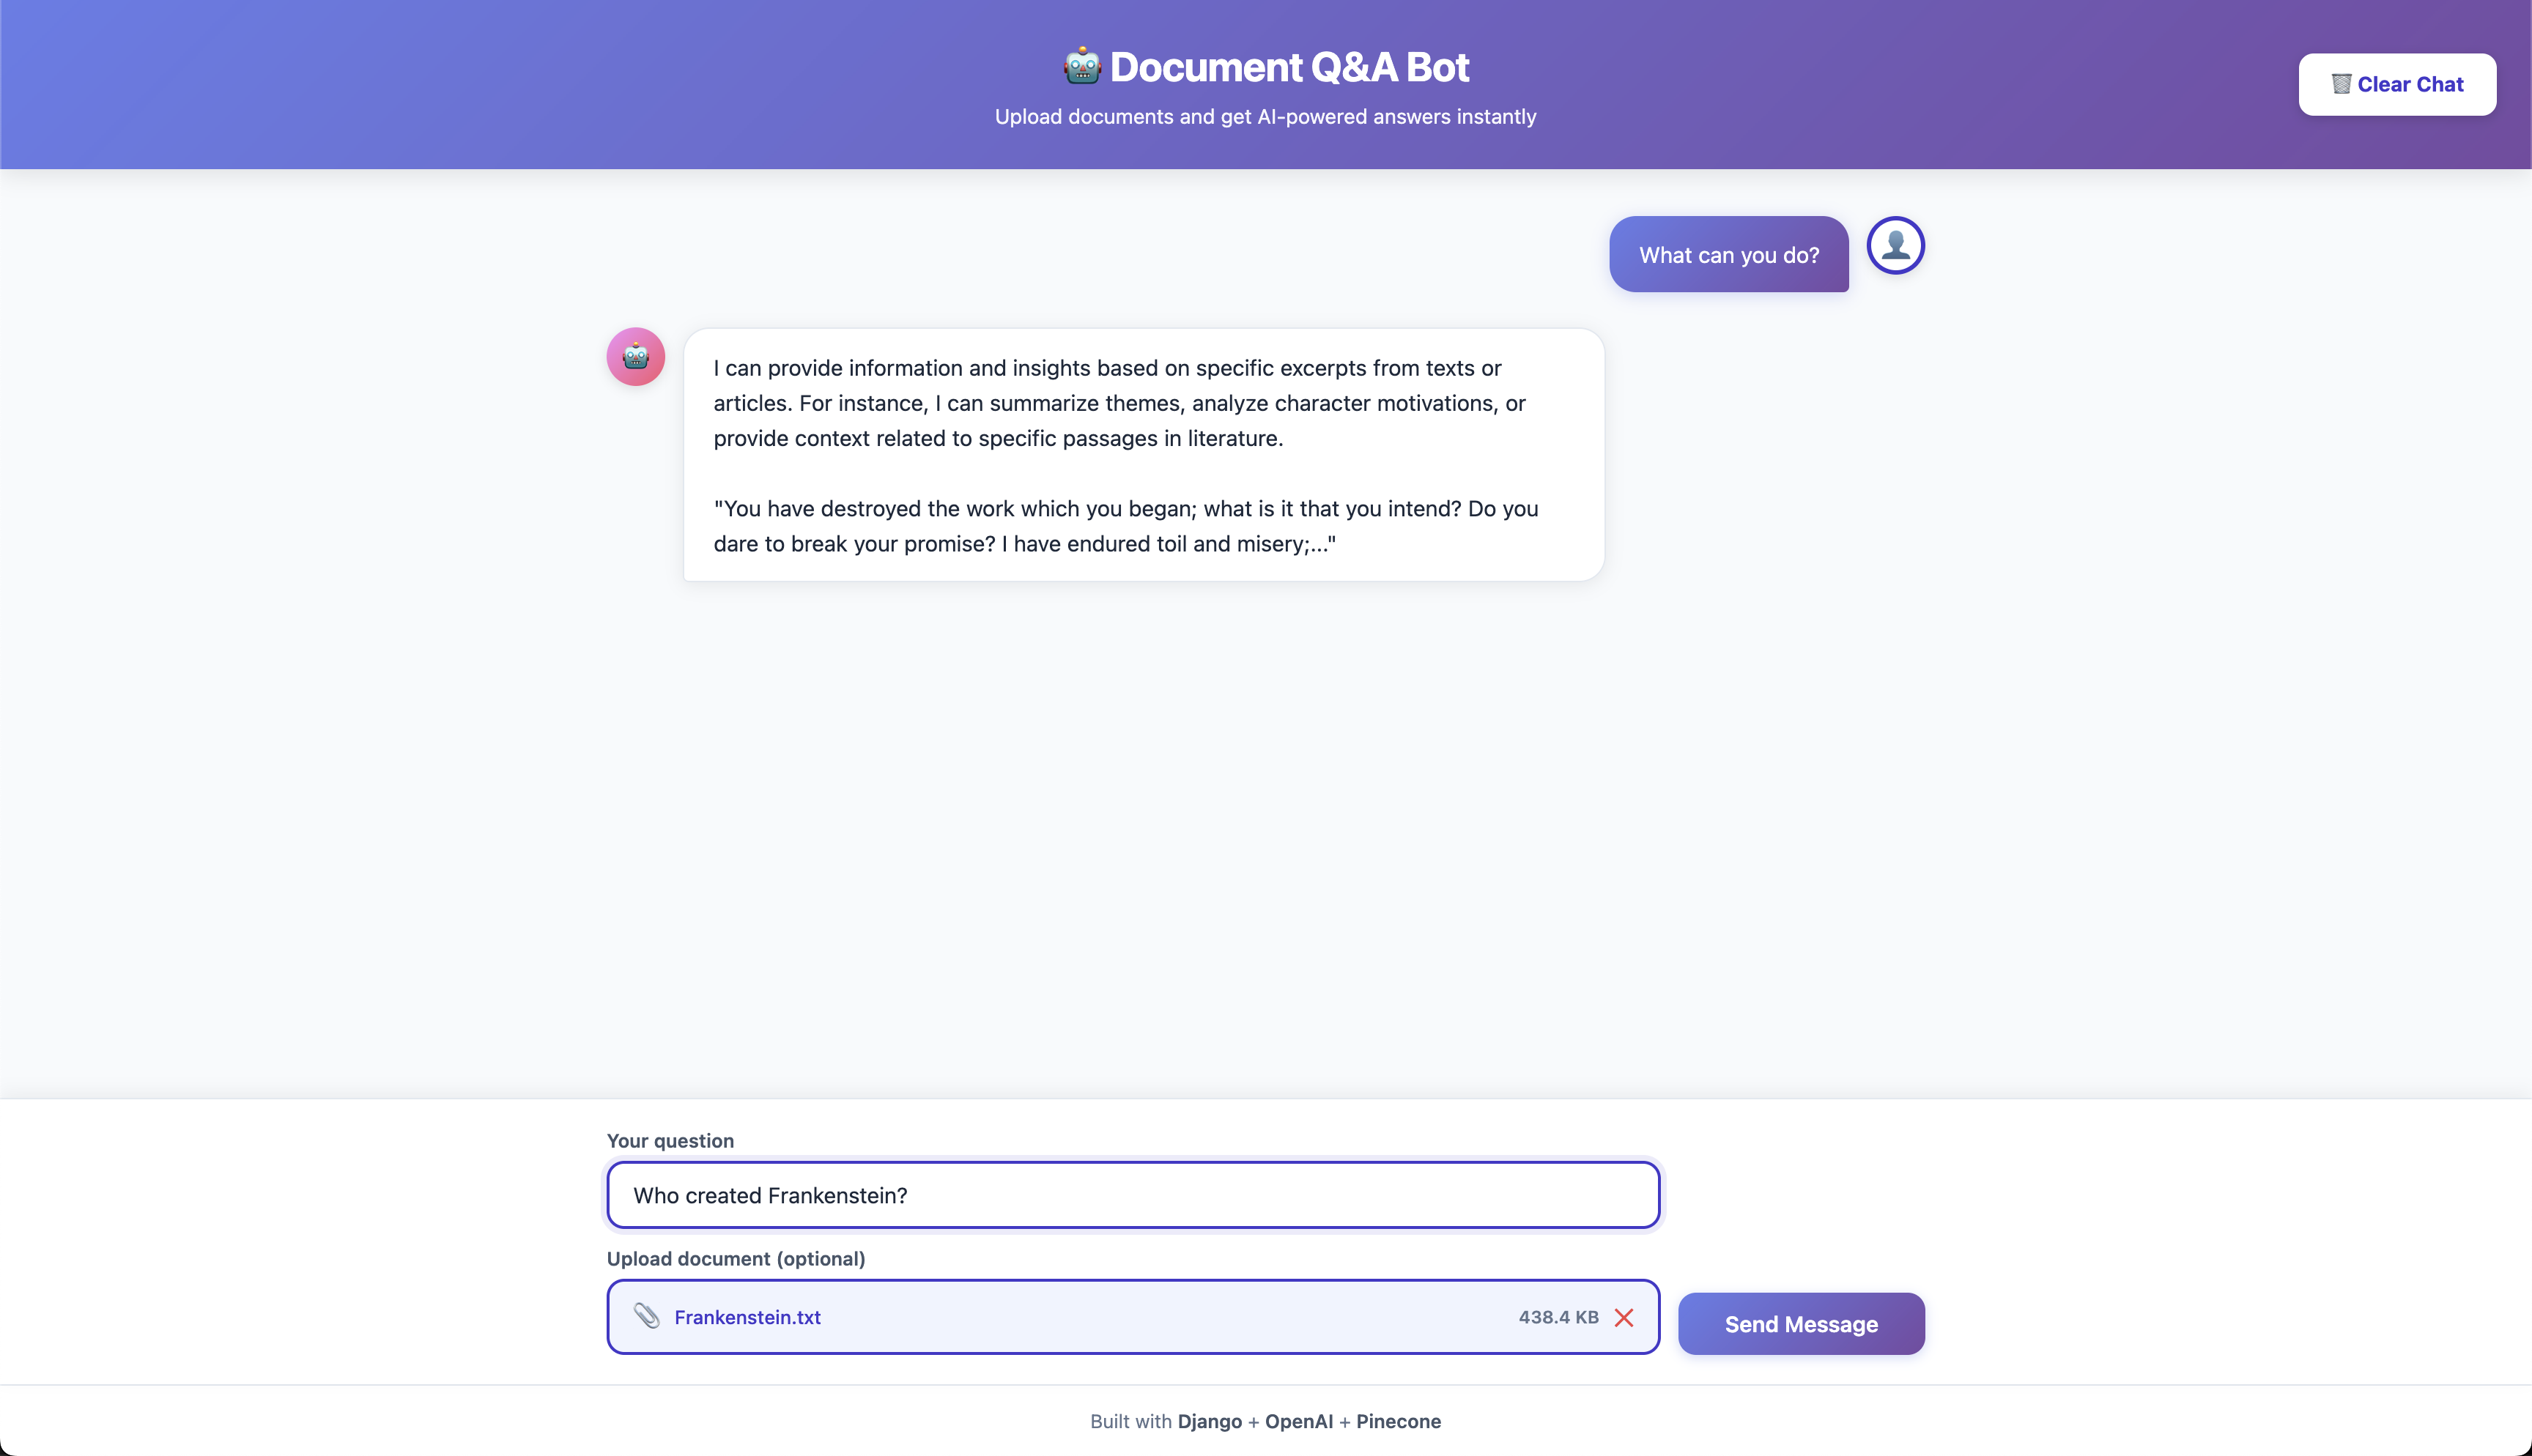 Document Q&A Bot
Upload documents and get AI-powered answers instantly
Clear Chat
What can you do?
I can provide information and insights based on specific excerpts from texts or
articles. For instance, I can summarize themes, analyze character motivations, or
provide context related to specific passages in literature.
"You have destroyed the work which you began; what is it that you intend? Do you
dare to break your promise? I have endured toil and misery;..."
Your question
Who created Frankenstein?
Upload document (optional)
Frankenstein.txt 438.4 KB
Send Message
Built with Django + OpenAI + Pinecone